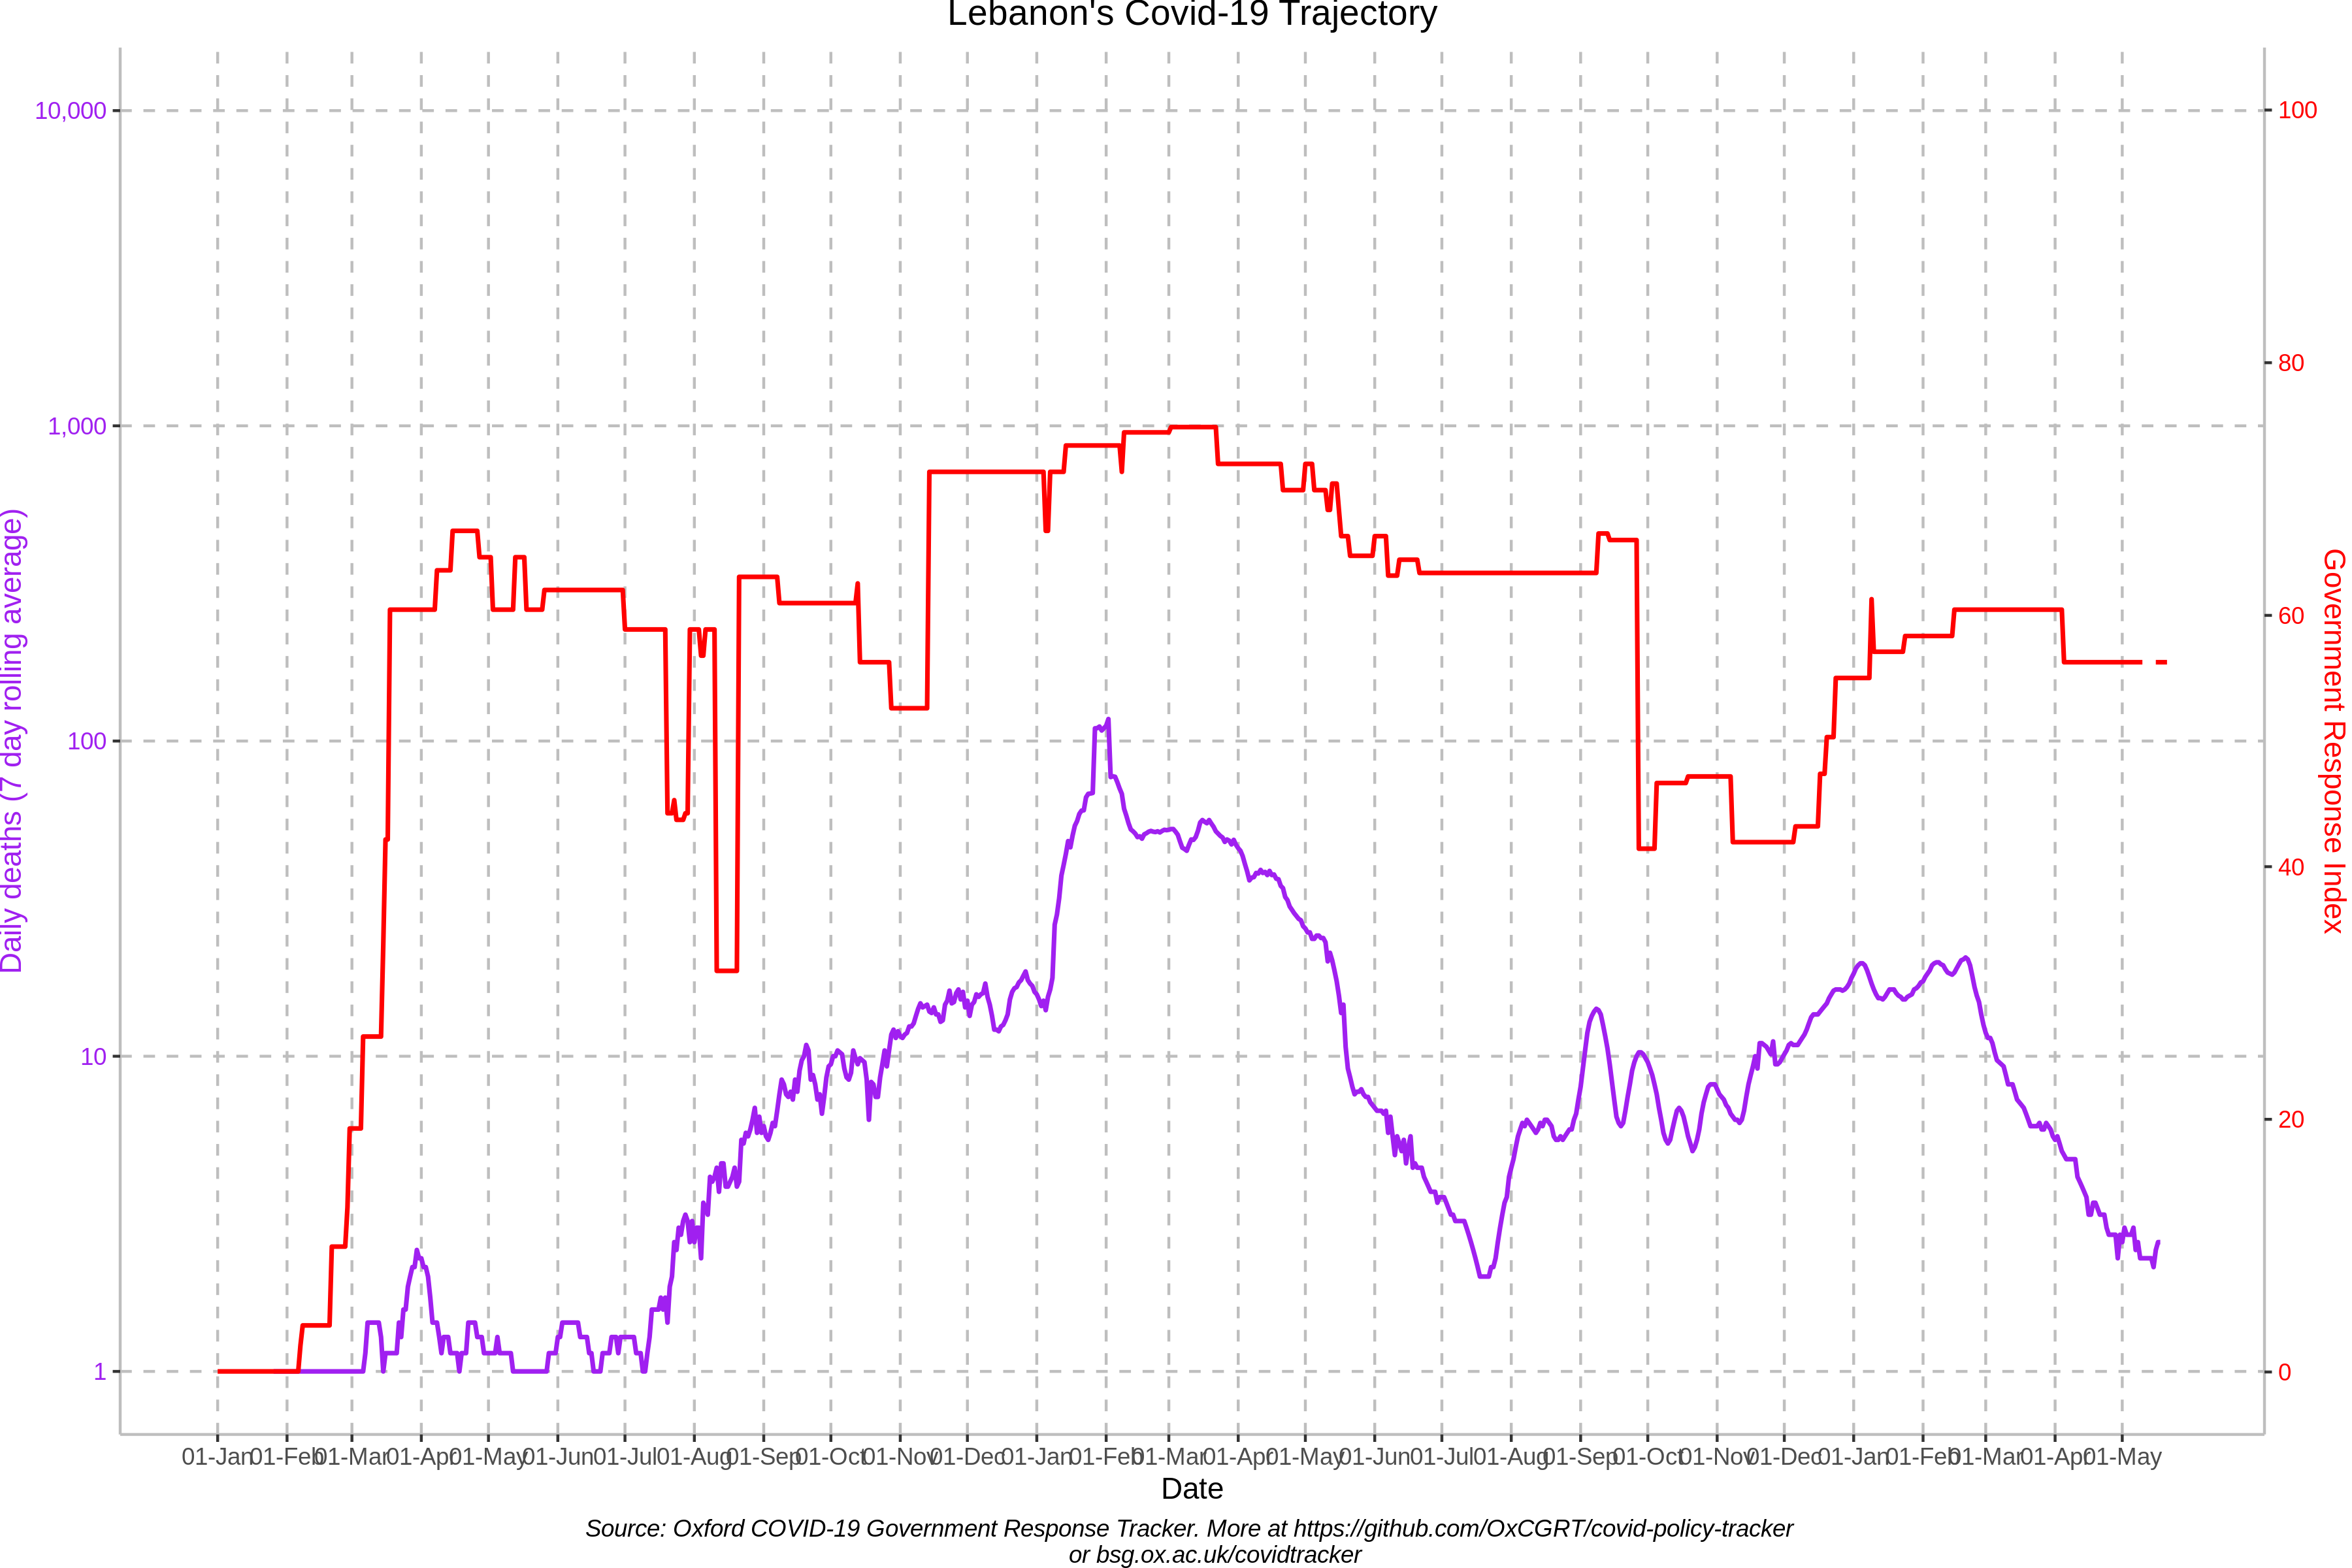 Lebanon's Covid-19 Trajectory
10,000
1,000
100
10
1
Daily deaths (7 day rolling average)
100
80
60
40
20
0
Government Response Index
01-Jan 01-Feb 01-Mar 01-Apr 01-May 01-Jun 01-Jul 01-Aug 01-Sep 01-Oct 01-Nov 01-Dec 01-Jan 01-Feb 01-Mar 01-Apr 01-May 01-Jun 01-Jul 01-Aug 01-Sep 01-Oct 01-Nov 01-Dec 01-Jan 01-Feb 01-Mar 01-Apr 01-May
Date
Source: Oxford COVID-19 Government Response Tracker. More at https://github.com/OxCGRT/covid-policy-tracker
or bsg.ox.ac.uk/covidtracker